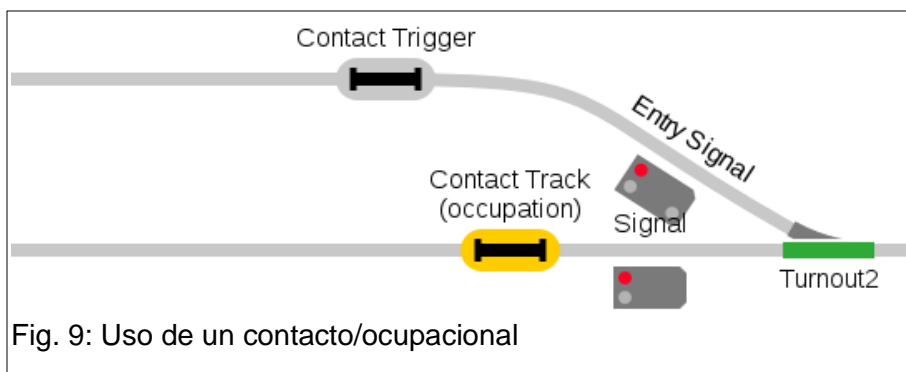 Contact Trigger
Entry Signal
Contact Track
(occupation)
Signal
Turnout2
Fig. 9: Uso de un contacto/ocupacional